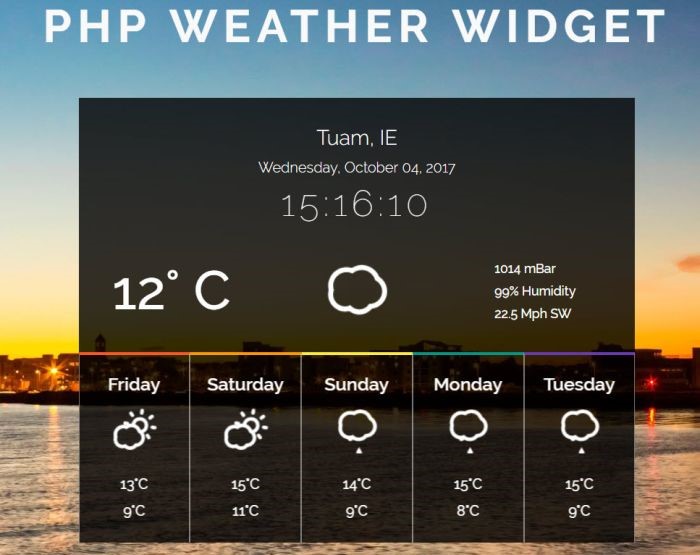 PHP WEATHER WIDGET
Tuam, IE
Wednesday, October 04, 2017
15:16:10
12° C
1014 mBar
99% Humidity
22.5 Mph SW
Friday
13°C
9°C
Saturday
15°C
11°C
Sunday
14°C
9°C
Monday
15°C
8°C
Tuesday
15°C
9°C